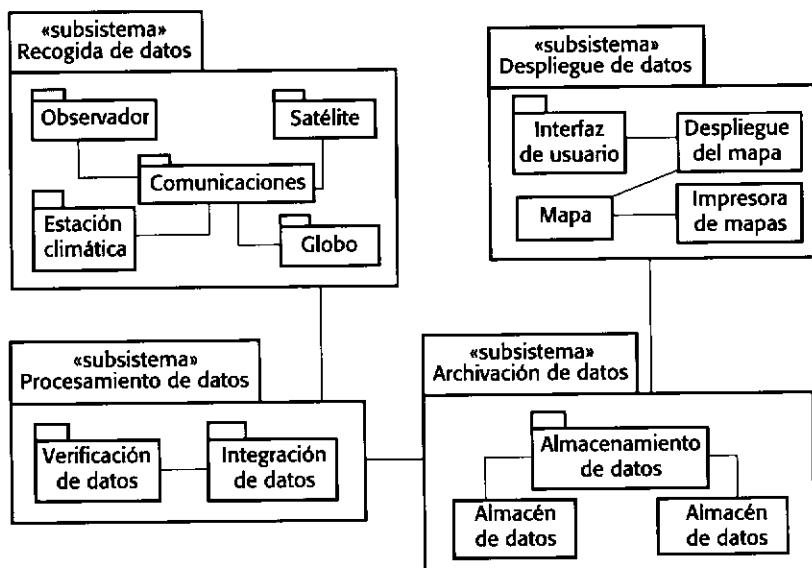 «subsistema»
Recogida de datos
Observador
Satélite
Comunicaciones
Estación
climática
Globo
«subsistema»
Despliegue de datos
Interfaz
de usuario
Despliegue
del mapa
Mapa
Impresora
de mapas
«subsistema»
Procesamiento de datos
Verificación
de datos
Integración
de datos
«subsistema»
Archivación de datos
Almacenamiento
de datos
Almacén
de datos
Almacén
de datos